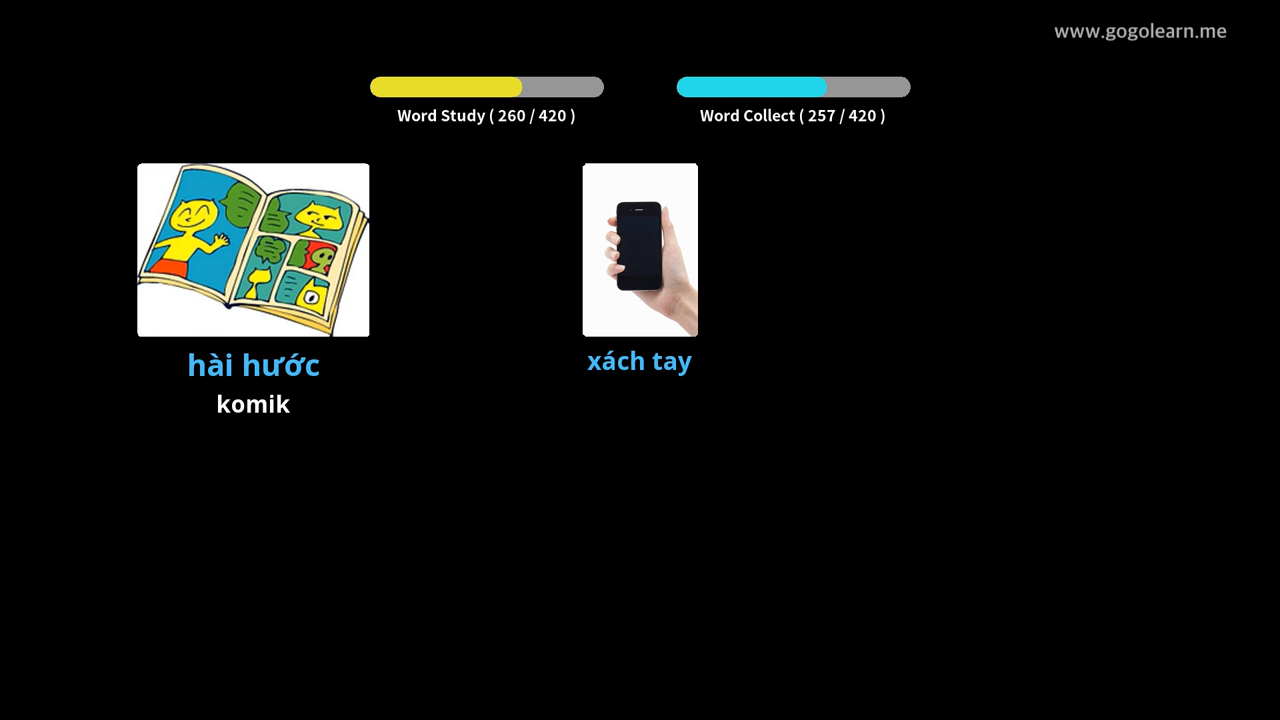 www.gogolearn.me
Word Study ( 260 / 420 )
Word Collect ( 257 / 420 )
hài hước
komik
xách tay